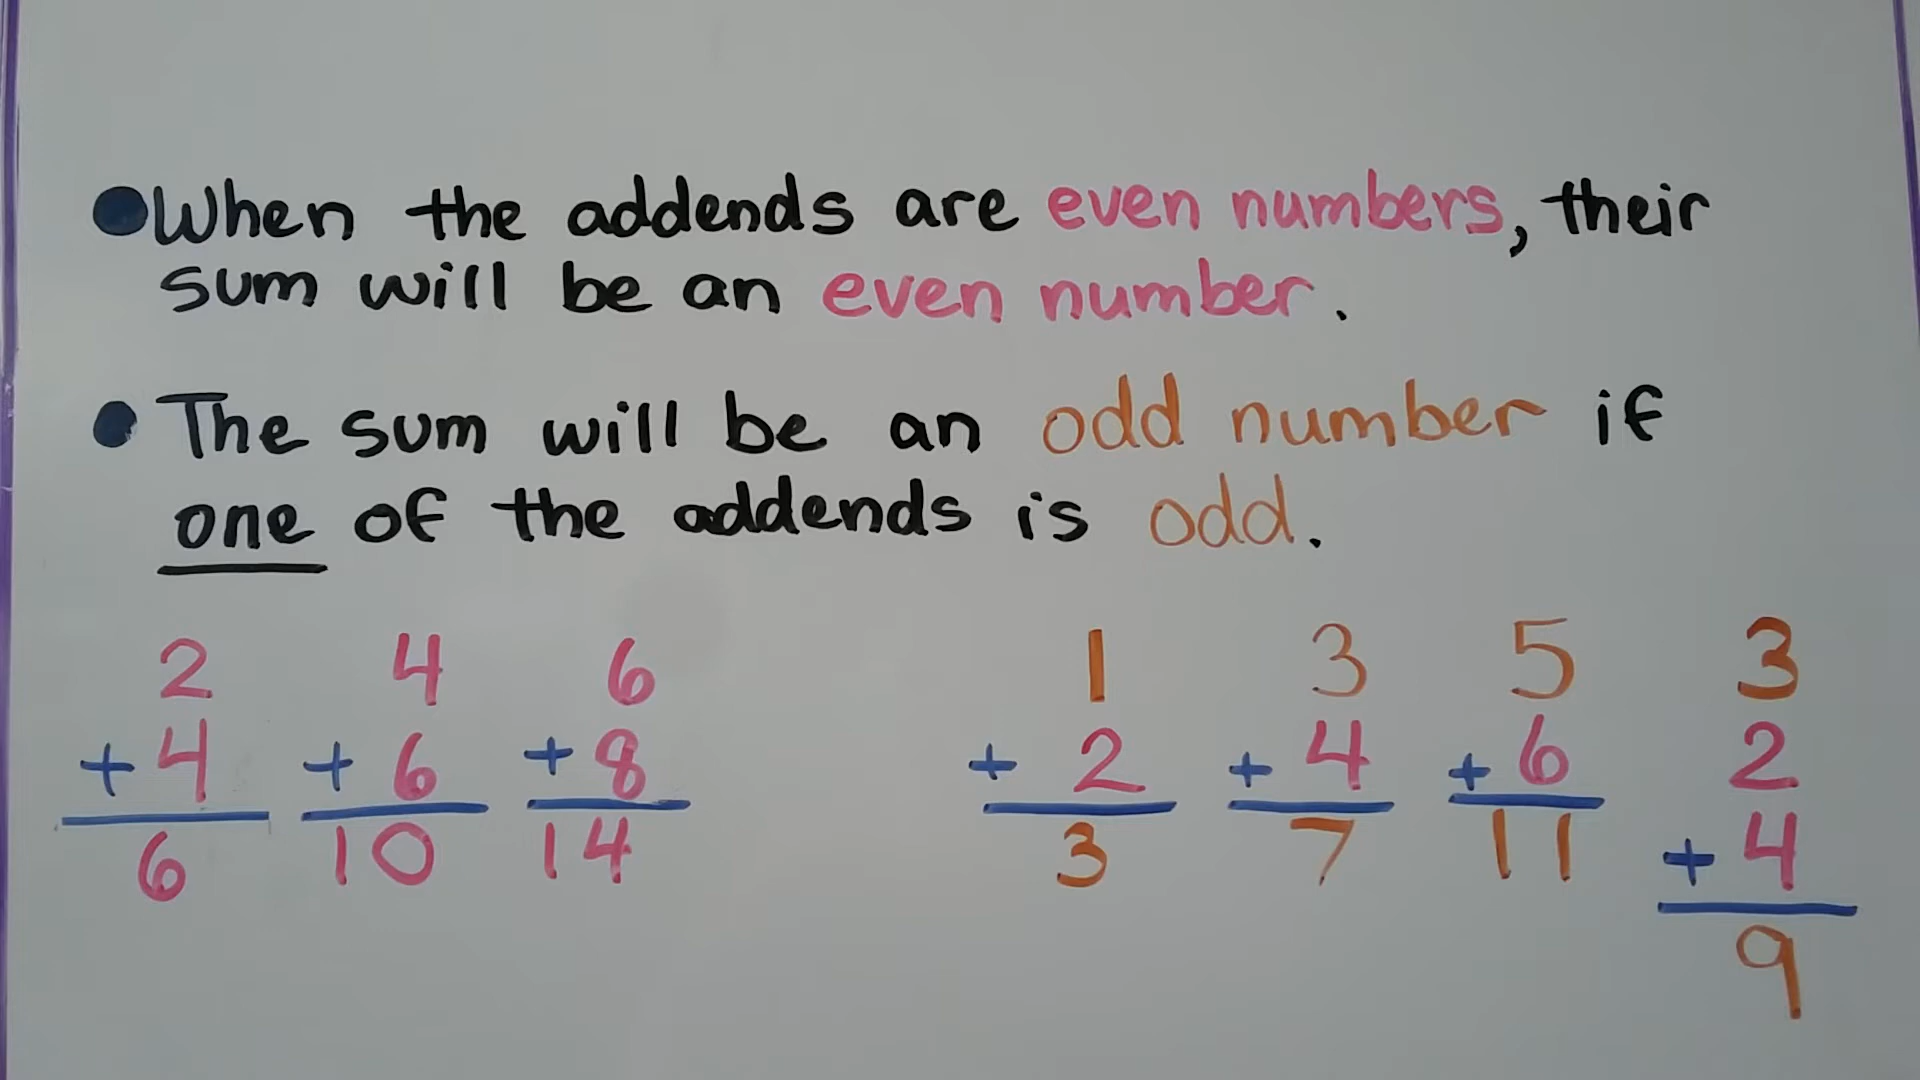 ●When the addends are even numbers, their
sum will be an even number.
● The sum will be an odd number if
one of the addends is odd.
2 4 6 1 3 5 3
+ 4 + 6 + 8 + 2 + 4 + 6 2
6 10 14 3 7 11 + 4
9